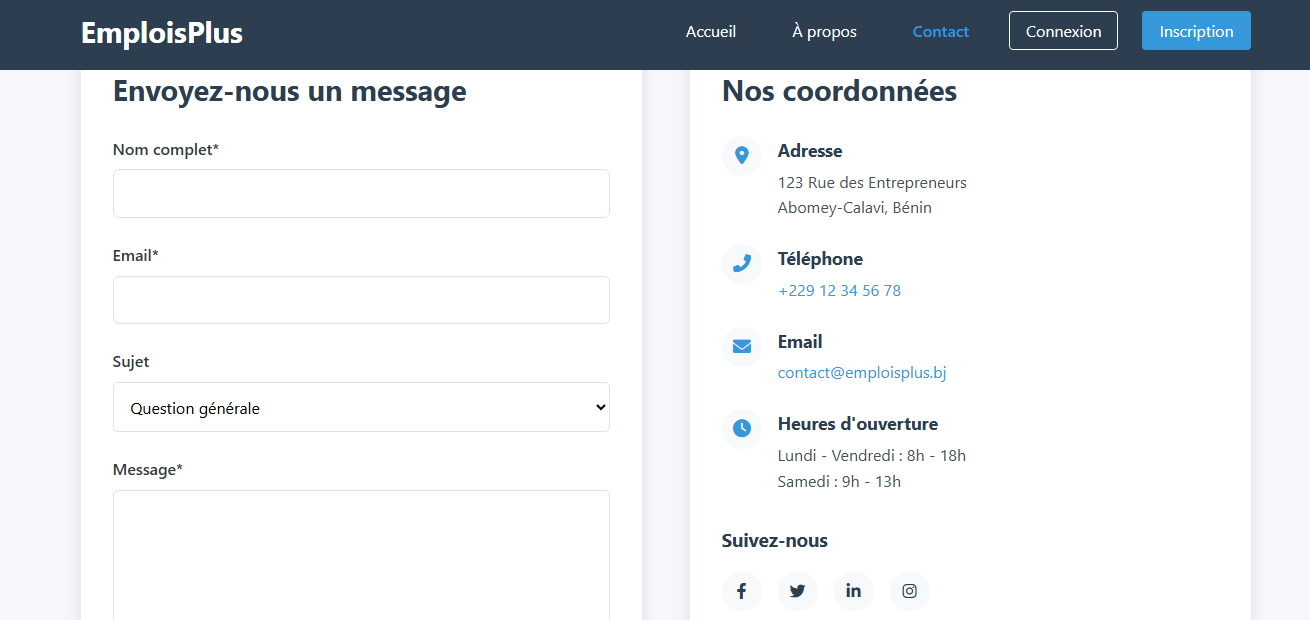 EmploisPlus
Accueil
À propos
Contact
Connexion
Inscription
Envoyez-nous un message
Nom complet*
Email*
Sujet
Question générale
Message*
Nos coordonnées
Adresse
123 Rue des Entrepreneurs
Abomey-Calavi, Bénin
Téléphone
+229 12 34 56 78
Email
contact@emploisplus.bj
Heures d'ouverture
Lundi - Vendredi : 8h - 18h
Samedi : 9h - 13h
Suivez-nous